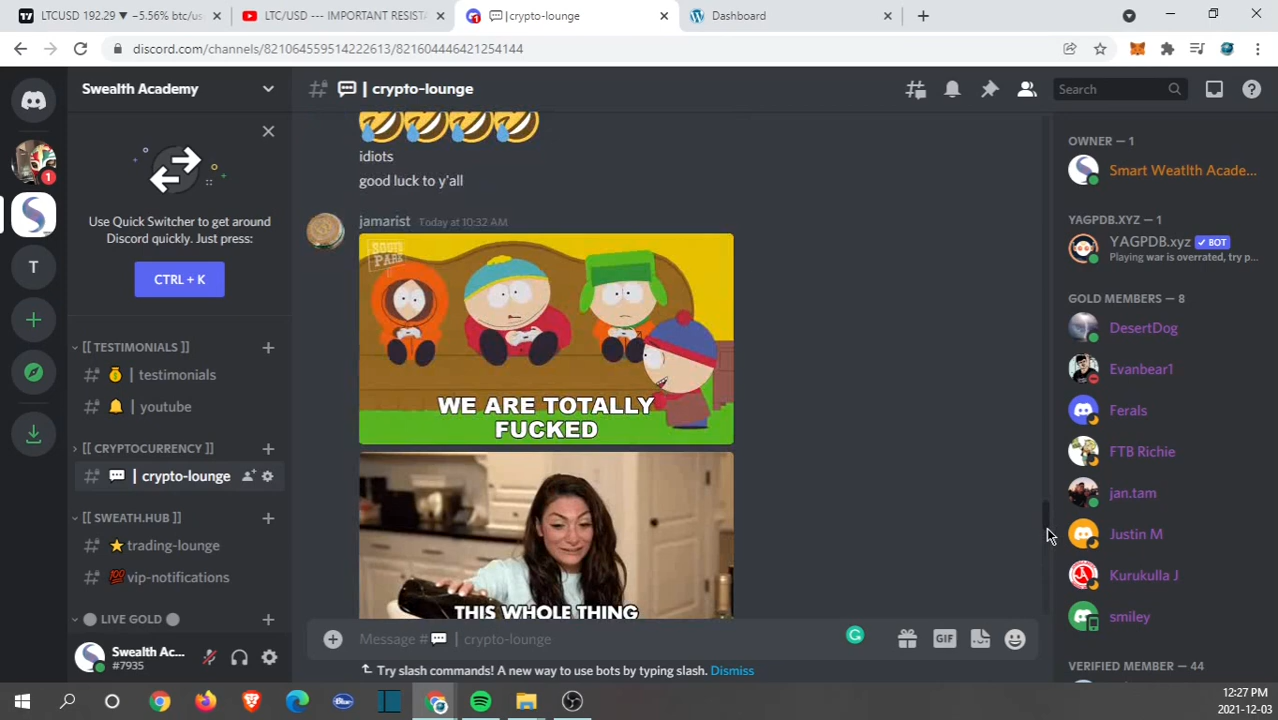 LTCUSD 192.29 ▼ −5.56% btc/us
LTC/USD --- IMPORTANT RESISTA
| crypto-lounge
Dashboard
discord.com/channels/821064559514222613/821604446421254144
Swealth Academy
| crypto-lounge
Search
Use Quick Switcher to get around
Discord quickly. Just press:
CTRL + K
[[ TESTIMONIALS ]]
| testimonials
| youtube
[[ CRYPTOCURRENCY ]]
| crypto-lounge
[[ SWEATH.HUB ]]
trading-lounge
100 vip-notifications
LIVE GOLD
Swealth Ac...
#7935
idiots
good luck to y'all
jamarist Today at 10:32 AM
SOUTH PARK
WE ARE TOTALLY
FUCKED
THIS WHOLE THING
Message # | crypto-lounge
GIF
Try slash commands! A new way to use bots by typing slash. Dismiss
OWNER — 1
Smart Weatlth Acade...
YAGPDB.XYZ — 1
YAGPDB.xyz ✓ BOT
Playing war is overrated, try p...
GOLD MEMBERS — 8
DesertDog
Evanbear1
Ferals
FTB Richie
jan.tam
Justin M
Kurukulla J
smiley
VERIFIED MEMBER — 44
1
T
12:27 PM
2021-12-03